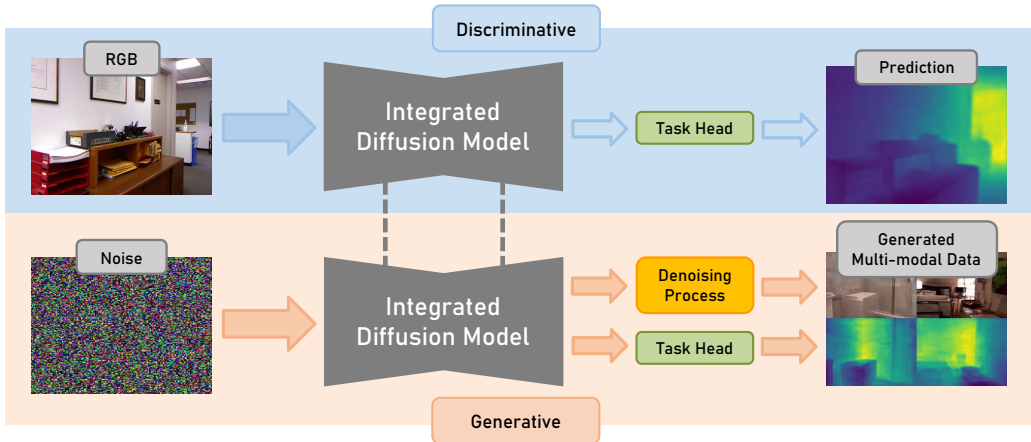 Discriminative
RGB
Integrated
Diffusion Model
Task Head
Prediction
Noise
Integrated
Diffusion Model
Denoising
Process
Task Head
Generated
Multi-modal Data
Generative